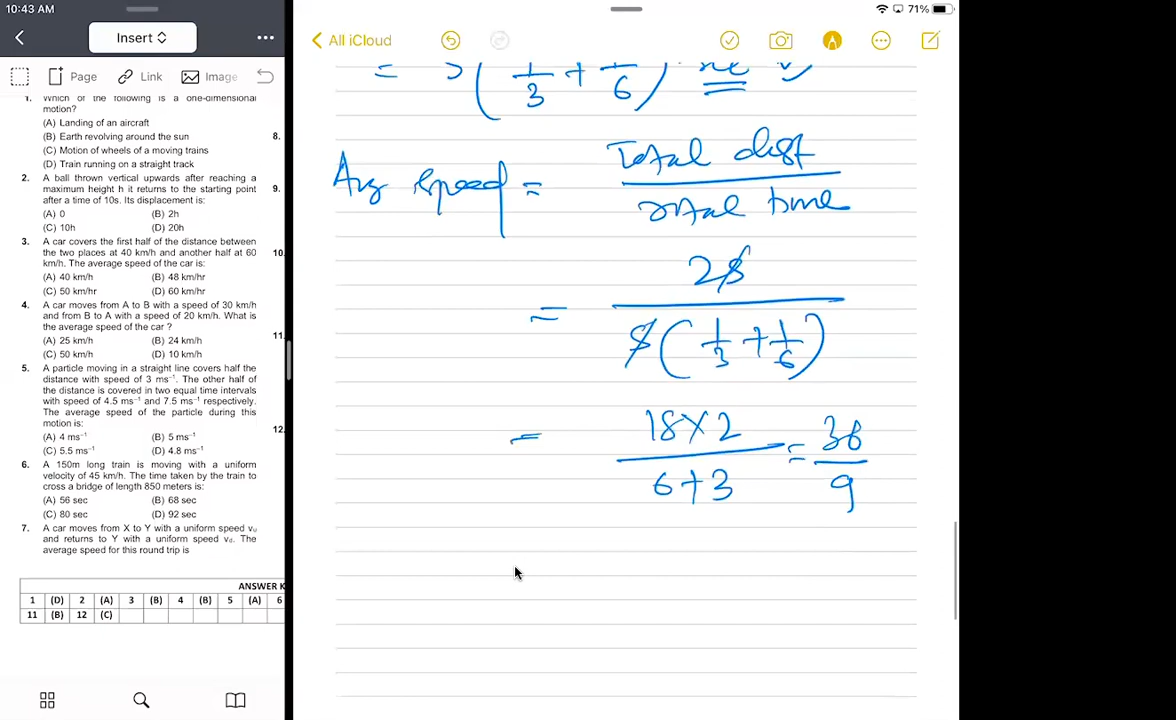 10:43 AM
71%
Insert
All iCloud
Page Link Image
1. Which of the following is a one-dimensional
motion?
(A) Landing of an aircraft
(B) Earth revolving around the sun
(C) Motion of wheels of a moving trains
(D) Train running on a straight track
2. A ball thrown vertical upwards after reaching a
maximum height h it returns to the starting point
after a time of 10s. Its displacement is:
(A) 0 (B) 2h
(C) 10h (D) 20h
3. A car covers the first half of the distance between
the two places at 40 km/h and another half at 60
km/h. The average speed of the car is:
(A) 40 km/h (B) 48 km/hr
(C) 50 km/hr (D) 60 km/hr
4. A car moves from A to B with a speed of 30 km/h
and from B to A with a speed of 20 km/h. What is
the average speed of the car ?
(A) 25 km/h (B) 24 km/h
(C) 50 km/h (D) 10 km/h
5. A particle moving in a straight line covers half the
distance with speed of 3 ms⁻¹. The other half of
the distance is covered in two equal time intervals
with speed of 4.5 ms⁻¹ and 7.5 ms⁻¹ respectively.
The average speed of the particle during this
motion is:
(A) 4 ms⁻¹ (B) 5 ms⁻¹
(C) 5.5 ms⁻¹ (D) 4.8 ms⁻¹
6. A 150m long train is moving with a uniform
velocity of 45 km/h. The time taken by the train to
cross a bridge of length 850 meters is:
(A) 56 sec (B) 68 sec
(C) 80 sec (D) 92 sec
7. A car moves from X to Y with a uniform speed vᵤ
and returns to Y with a uniform speed v_d. The
average speed for this round trip is
8.
9.
10.
11.
12.
ANSWER K
1 (D) 2 (A) 3 (B) 4 (B) 5 (A) 6
11 (B) 12 (C)
(1/3 + 1/6)
Avg speed = Total dist / Total time
= 2s / s(1/3 + 1/6)
= 18×2 / 6+3 = 36 / 9